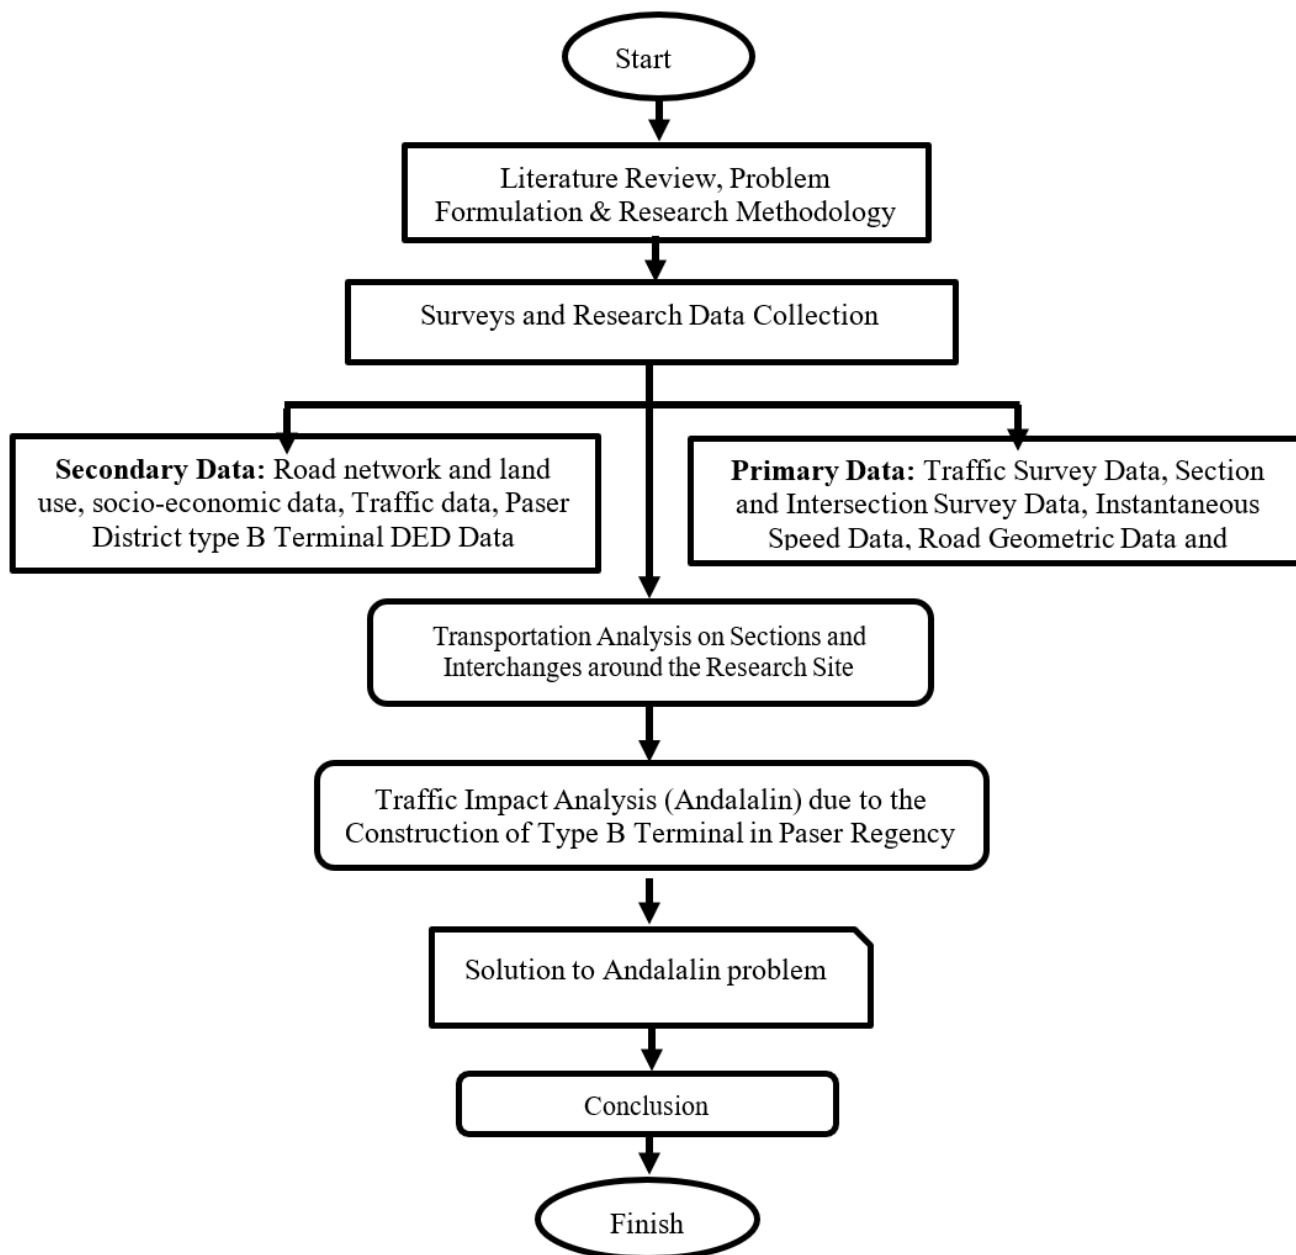 Start
Literature Review, Problem
Formulation & Research Methodology
Surveys and Research Data Collection
Secondary Data: Road network and land
use, socio-economic data, Traffic data, Paser
District type B Terminal DED Data
Primary Data: Traffic Survey Data, Section
and Intersection Survey Data, Instantaneous
Speed Data, Road Geometric Data and
Transportation Analysis on Sections and
Interchanges around the Research Site
Traffic Impact Analysis (Andalalin) due to the
Construction of Type B Terminal in Paser Regency
Solution to Andalalin problem
Conclusion
Finish